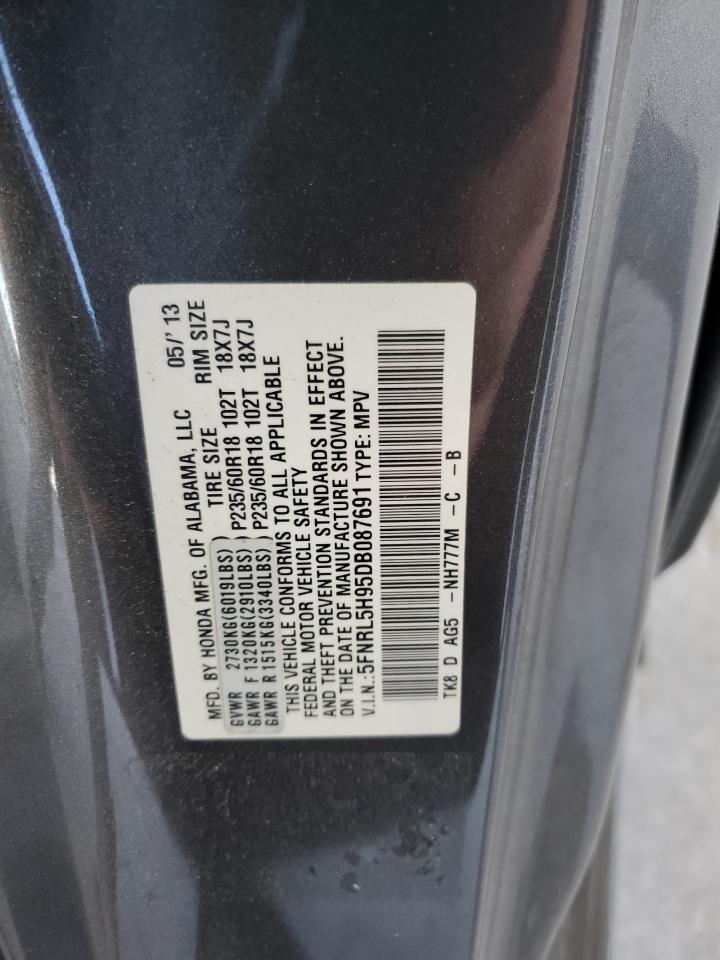 MFD. BY HONDA MFG. OF ALABAMA, LLC 05/'13
TIRE SIZE RIM SIZE
GVWR 2730KG(6019LBS)
GAWR F 1320KG(2910LBS) P235/60R18 102T 18X7J
GAWR R 1515KG(3340LBS) P235/60R18 102T 18X7J
THIS VEHICLE CONFORMS TO ALL APPLICABLE
FEDERAL MOTOR VEHICLE SAFETY
AND THEFT PREVENTION STANDARDS IN EFFECT
ON THE DATE OF MANUFACTURE SHOWN ABOVE.
V.I.N.:5FNRL5H95DB087691 TYPE: MPV
TK8 D AG5 -NH777M -C -B